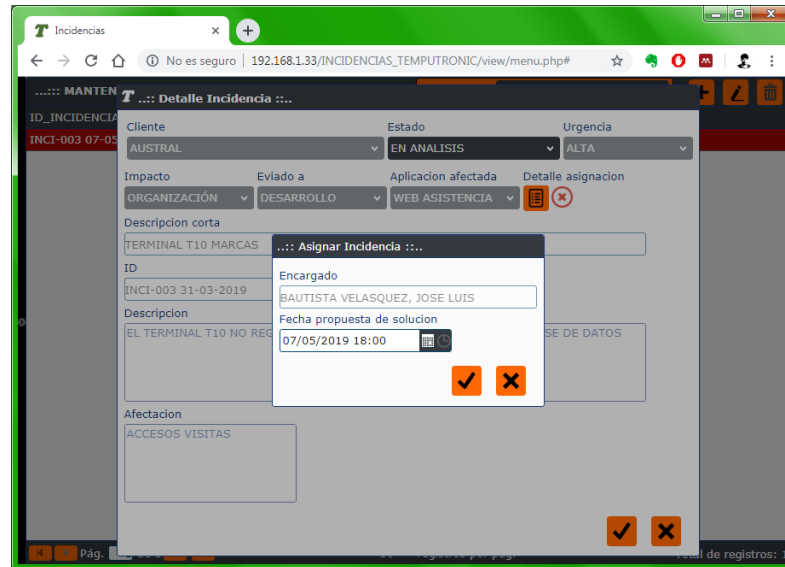 Incidencias
No es seguro | 192.168.1.33/INCIDENCIAS_TEMPUTRONIC/view/menu.php#
...::: MANTEN
T ..:: Detalle Incidencia ::..
ID_INCIDENCIA
INCI-003 07-05
Cliente Estado Urgencia
AUSTRAL EN ANALISIS ALTA
Impacto Eviado a Aplicacion afectada Detalle asignacion
ORGANIZACIÓN DESARROLLO WEB ASISTENCIA
Descripcion corta
TERMINAL T10 MARCAS
..:: Asignar Incidencia ::..
ID
INCI-003 31-03-2019
Encargado
BAUTISTA VELASQUEZ, JOSE LUIS
Descripcion
Fecha propuesta de solucion
EL TERMINAL T10 NO REG SE DE DATOS
07/05/2019 18:00
Afectacion
ACCESOS VISITAS
Pág.
Total de registros: 1